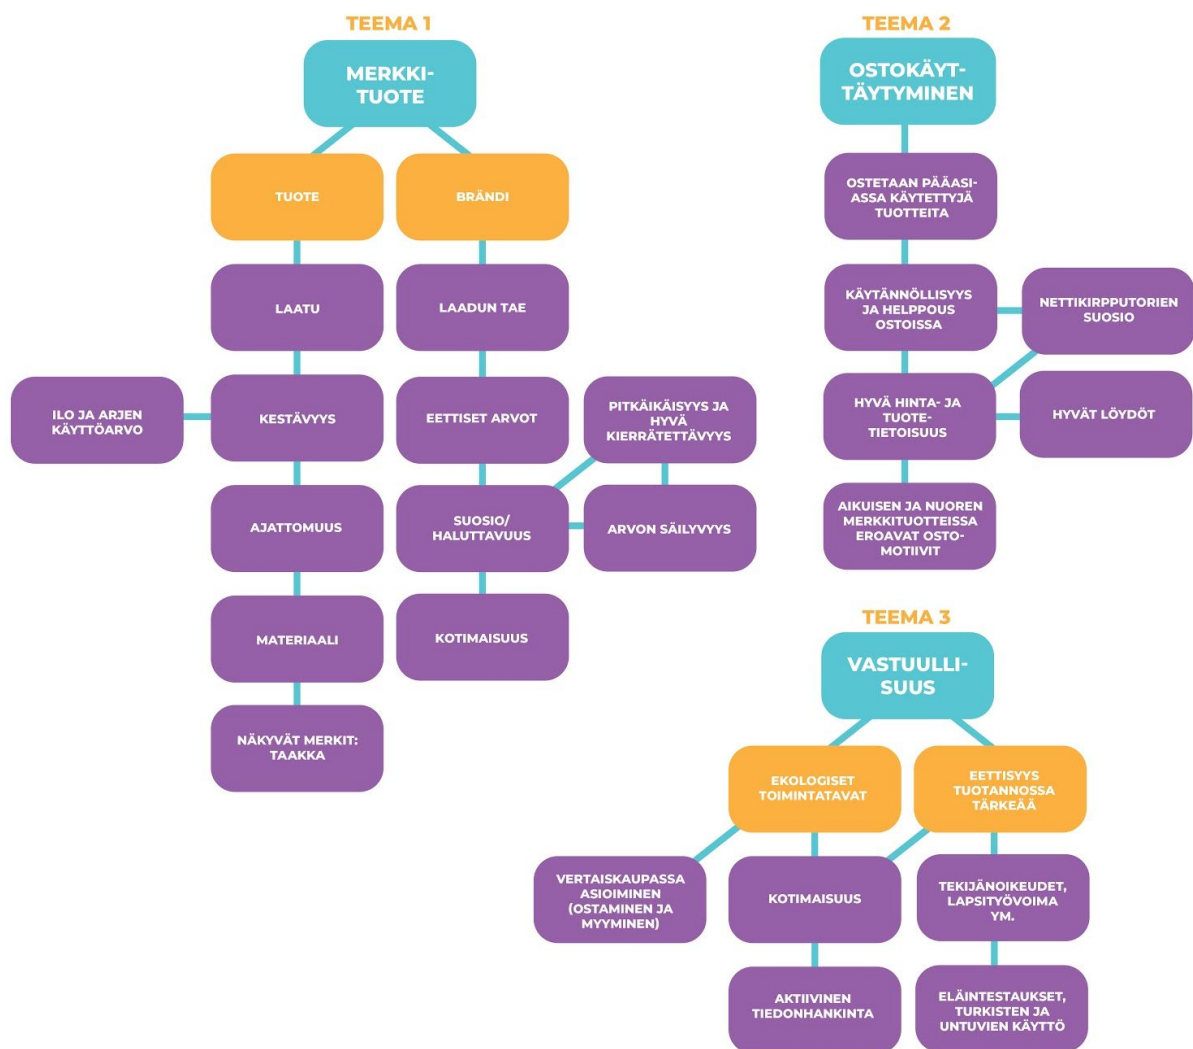 TEEMA 1
MERKKI-
TUOTE
TUOTE
BRÄNDI
LAATU
LAADUN TAE
ILO JA ARJEN
KÄYTTÖARVO
KESTÄVYYS
EETTISET ARVOT
PITKÄIKÄISYYS JA
HYVÄ
KIERRÄTETTÄVYYS
AJATTOMUUS
SUOSIO/
HALUTTAVUUS
ARVON SÄILYVYYS
MATERIAALI
KOTIMAISUUS
NÄKYVÄT MERKIT:
TAAKKA
TEEMA 2
OSTOKÄYT-
TÄYTYMINEN
OSTETAAN PÄÄASI-
ASSA KÄYTETTYJÄ
TUOTTEITA
KÄYTÄNNÖLLISYYS
JA HELPPOUS
OSTOISSA
NETTIKIRPPUTORIEN
SUOSIO
HYVÄ HINTA- JA
TUOTE-
TIETOISUUS
HYVÄT LÖYDÖT
AIKUISEN JA NUOREN
MERKKITUOTTEISSA
EROAVAT OSTO-
MOTIIVIT
TEEMA 3
VASTUULLI-
SUUS
EKOLOGISET
TOIMINTATAVAT
EETTISYYS
TUOTANNOSSA
TÄRKEÄÄ
VERTAISKAUPASSA
ASIOIMINEN
(OSTAMINEN JA
MYYMINEN)
KOTIMAISUUS
TEKIJÄNOIKEUDET,
LAPSITYÖVOIMA
YM.
AKTIIVINEN
TIEDONHANKINTA
ELÄINTESTAUKSET,
TURKISTEN JA
UNTUVIEN KÄYTTÖ